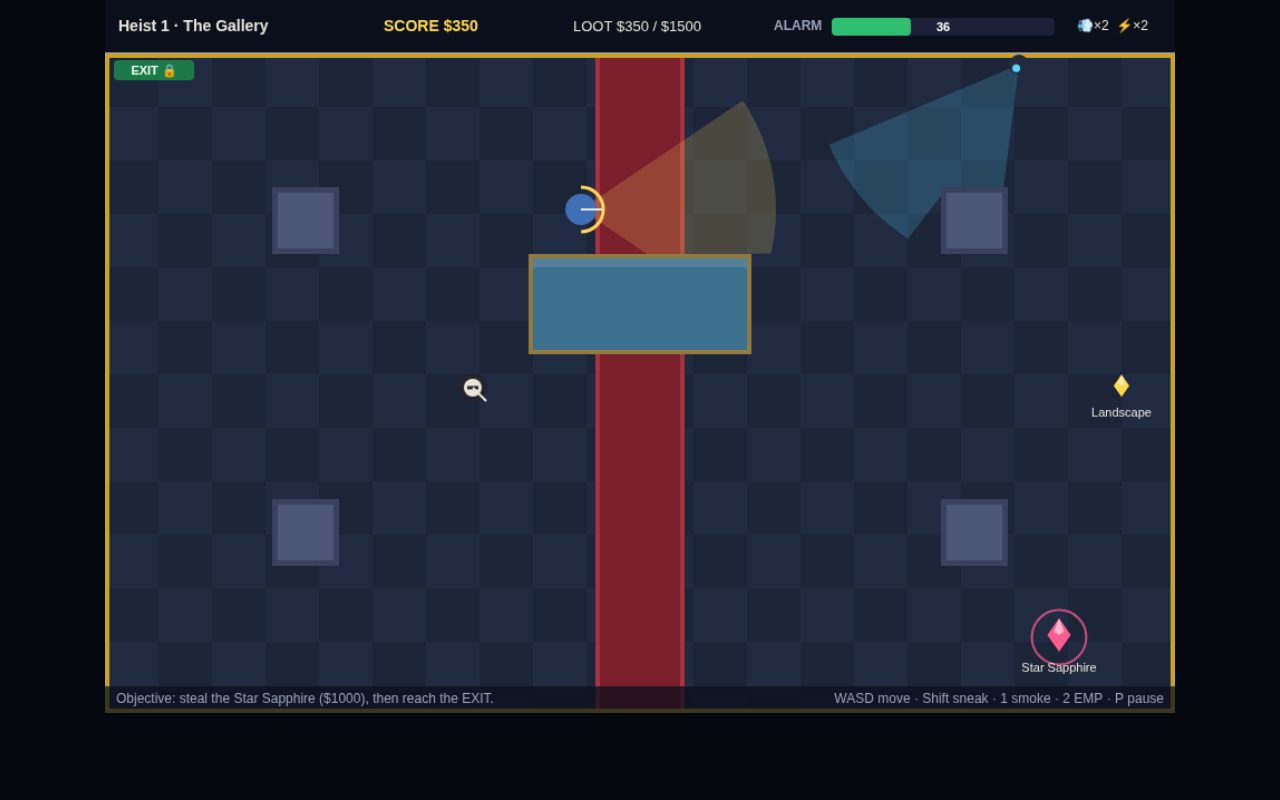 Heist 1 · The Gallery
SCORE $350
LOOT $350 / $1500
ALARM
36
💨×2 ⚡×2
EXIT 🔒
Landscape
Star Sapphire
Objective: steal the Star Sapphire ($1000), then reach the EXIT.
WASD move · Shift sneak · 1 smoke · 2 EMP · P pause